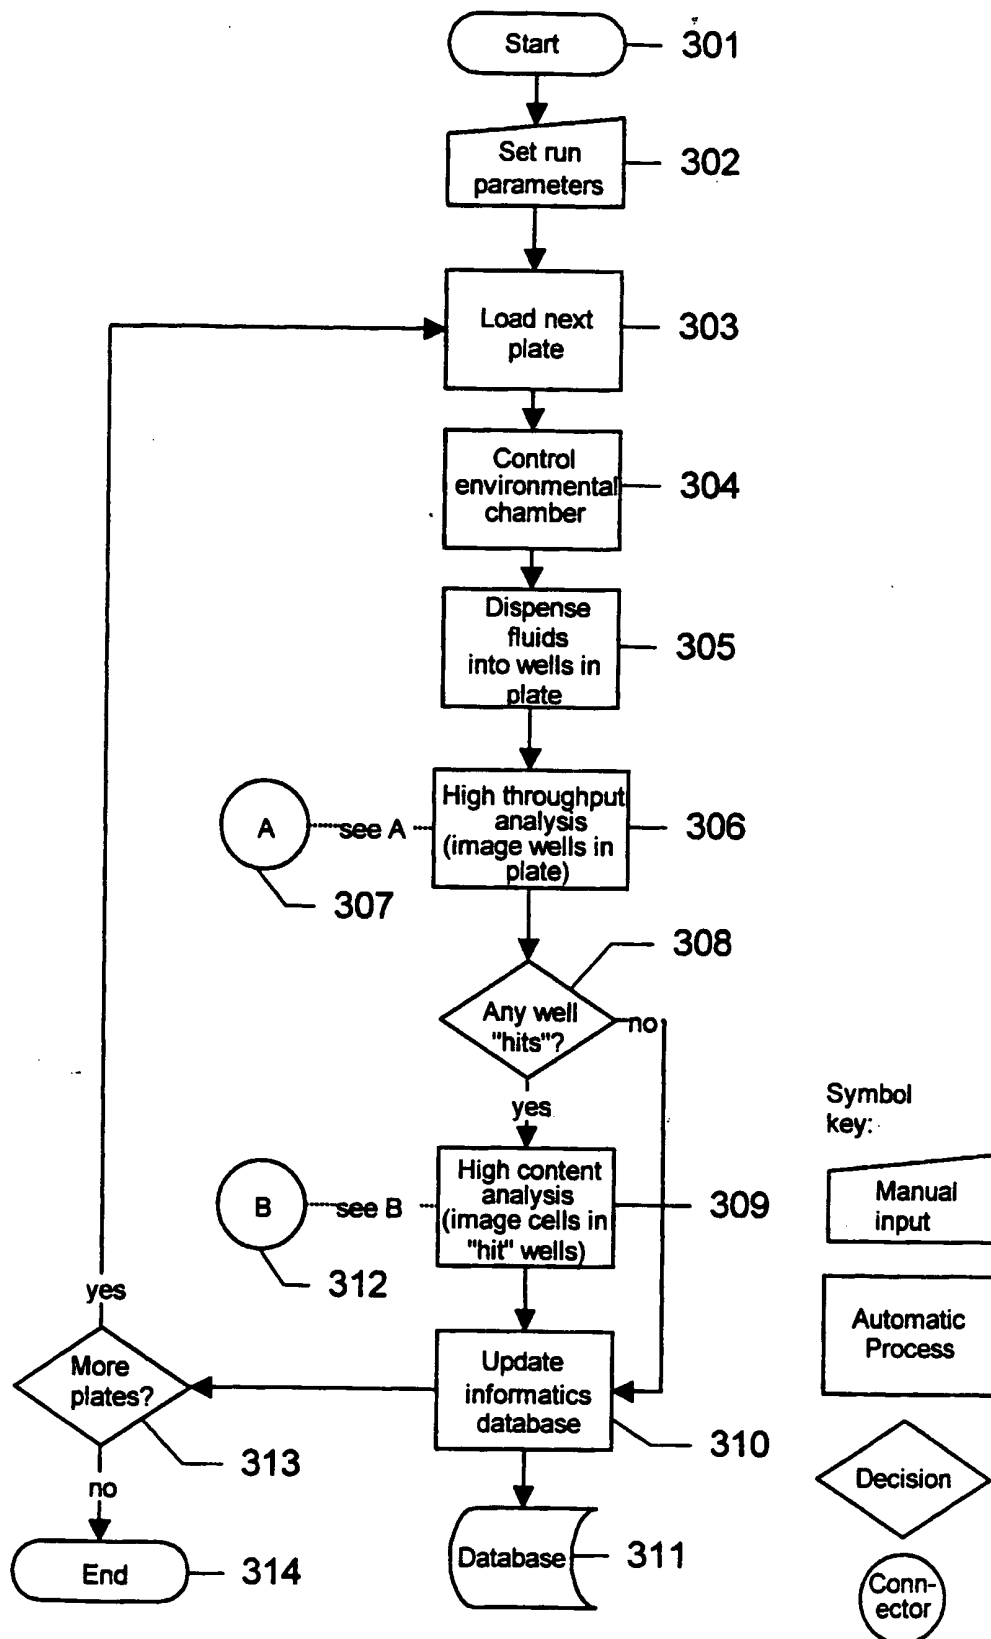 Start
301
Set run
parameters
302
Load next
plate
303
Control
environmental
chamber
304
Dispense
fluids
into wells in
plate
305
High throughput
analysis
(image wells in
plate)
306
A
see A
307
308
Any well
"hits"?
no
yes
High content
analysis
(image cells in
"hit" wells)
309
B
see B
312
Update
informatics
database
310
yes
More
plates?
313
no
End
314
Database
311
Symbol
key:
Manual
input
Automatic
Process
Decision
Conn-
ector